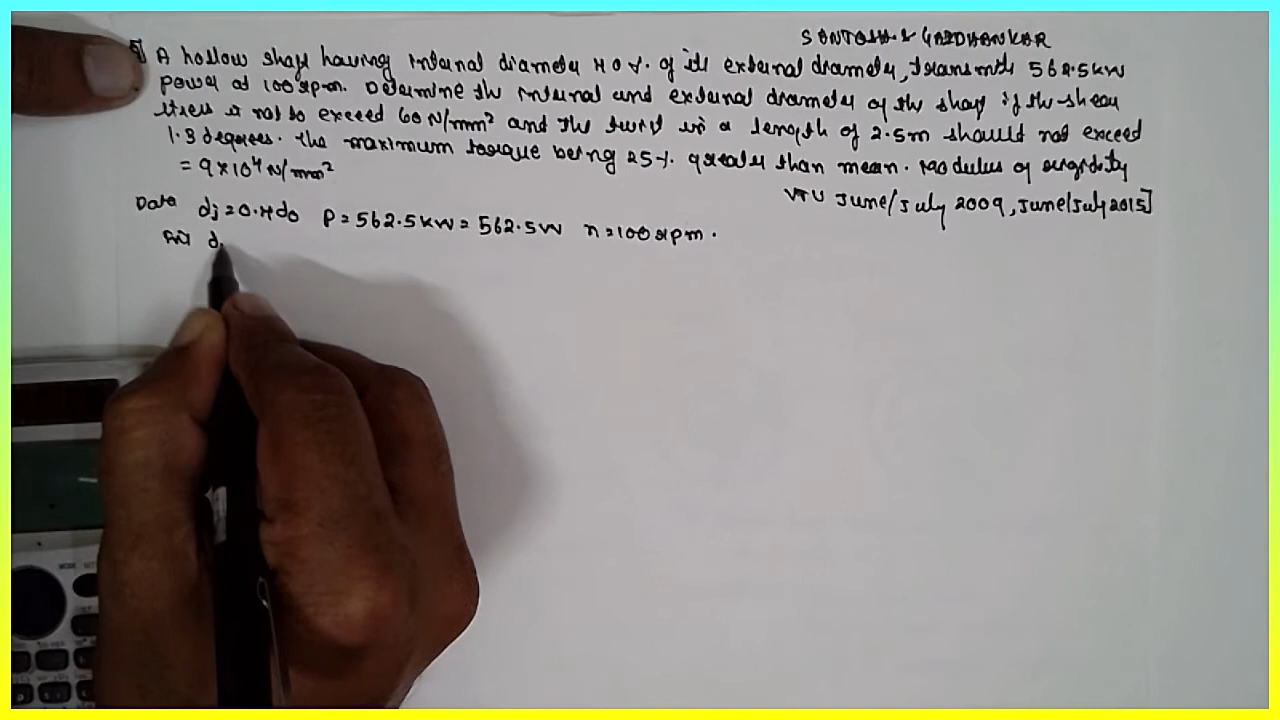 SANTOSH & GARDHANKAR
5] A hollow shaft having internal diameter 40 %. of its external diameter, transmits 562.5kW
power at 100 rpm. Determine the internal and external diameter of the shaft if the shear
stress is not to exceed 60 N/mm² and the twist in a length of 2.5m should not exceed
1.3 degrees. The maximum torque being 25%. greater than mean. Modulus of rigidity
= 9x10⁴ N/mm²
VTU June/July 2009, June/July 2015]
Data di = 0.4do P = 562.5kW = 562.5W n = 100 rpm.
d